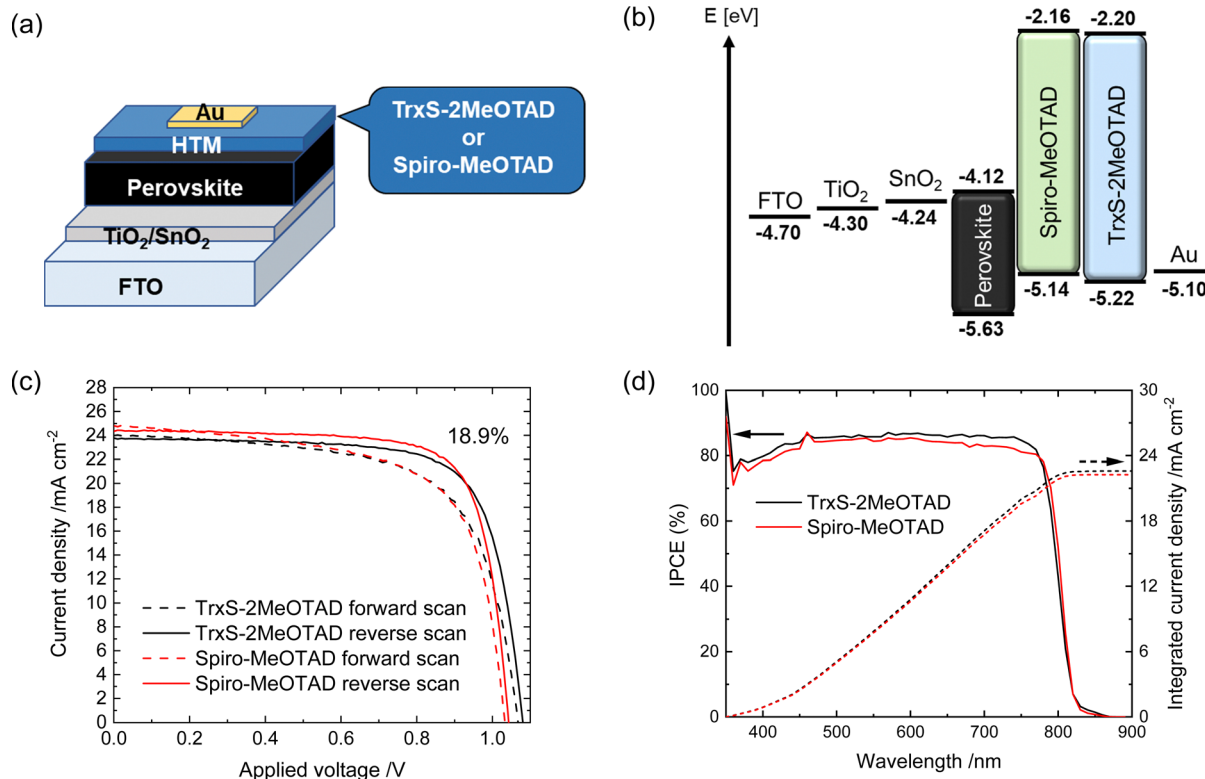 (a)
Au
HTM
Perovskite
TiO₂/SnO₂
FTO
TrxS-2MeOTAD
or
Spiro-MeOTAD
(b)
E [eV]
FTO
-4.70
TiO₂
-4.30
SnO₂
-4.24
-4.12
Perovskite
-5.63
-2.16
Spiro-MeOTAD
-5.14
-2.20
TrxS-2MeOTAD
-5.22
Au
-5.10
(c)
Current density /mA cm⁻²
28
26
24
22
20
18
16
14
12
10
8
6
4
2
0
18.9%
TrxS-2MeOTAD forward scan
TrxS-2MeOTAD reverse scan
Spiro-MeOTAD forward scan
Spiro-MeOTAD reverse scan
0.0 0.2 0.4 0.6 0.8 1.0
Applied voltage /V
(d)
IPCE (%)
100
80
60
40
20
0
TrxS-2MeOTAD
Spiro-MeOTAD
30
24
18
12
6
0
Integrated current density /mA cm⁻²
400 500 600 700 800 900
Wavelength /nm